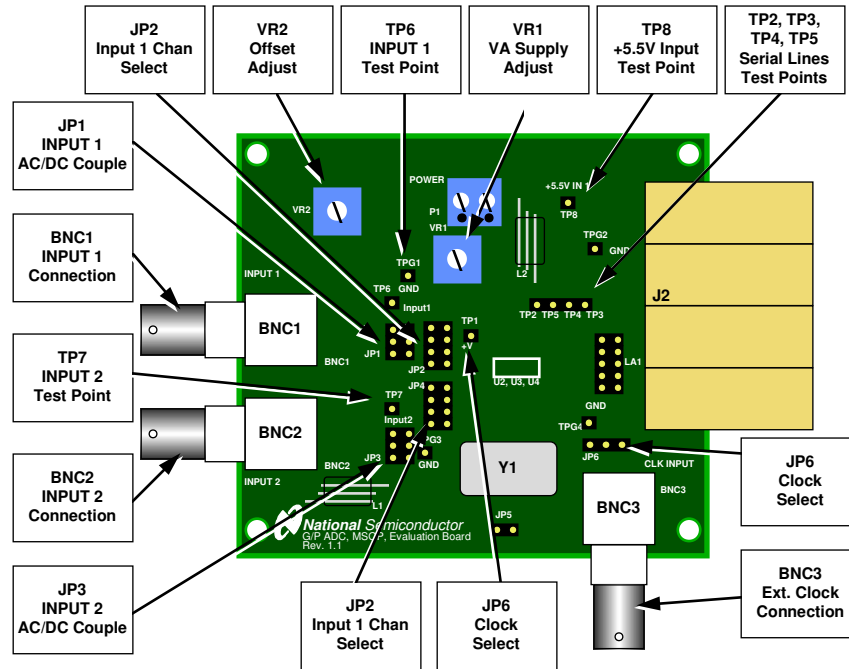 JP2
Input 1 Chan
Select
VR2
Offset
Adjust
TP6
INPUT 1
Test Point
VR1
VA Supply
Adjust
TP8
+5.5V Input
Test Point
TP2, TP3,
TP4, TP5
Serial Lines
Test Points
JP1
INPUT 1
AC/DC Couple
BNC1
INPUT 1
Connection
TP7
INPUT 2
Test Point
BNC2
INPUT 2
Connection
JP3
INPUT 2
AC/DC Couple
POWER
P1
VR1
VR2
+5.5V IN 1
TP8
TPG2
GND
L2
TPG1
GND
INPUT 1
TP6
Input1
TP2 TP5 TP4 TP3
J2
BNC1
TP1
+V
JP1
BNC1
JP2
U2, U3, U4
LA1
JP4
TP7
GND
Input2
TPG4
BNC2
PG3
GND
JP3
BNC2
INPUT 2
L1
Y1
JP6
CLK INPUT
BNC3
BNC3
JP5
National Semiconductor
G/P ADC, MSOP, Evaluation Board
Rev. 1.1
JP6
Clock
Select
BNC3
Ext. Clock
Connection
JP2
Input 1 Chan
Select
JP6
Clock
Select